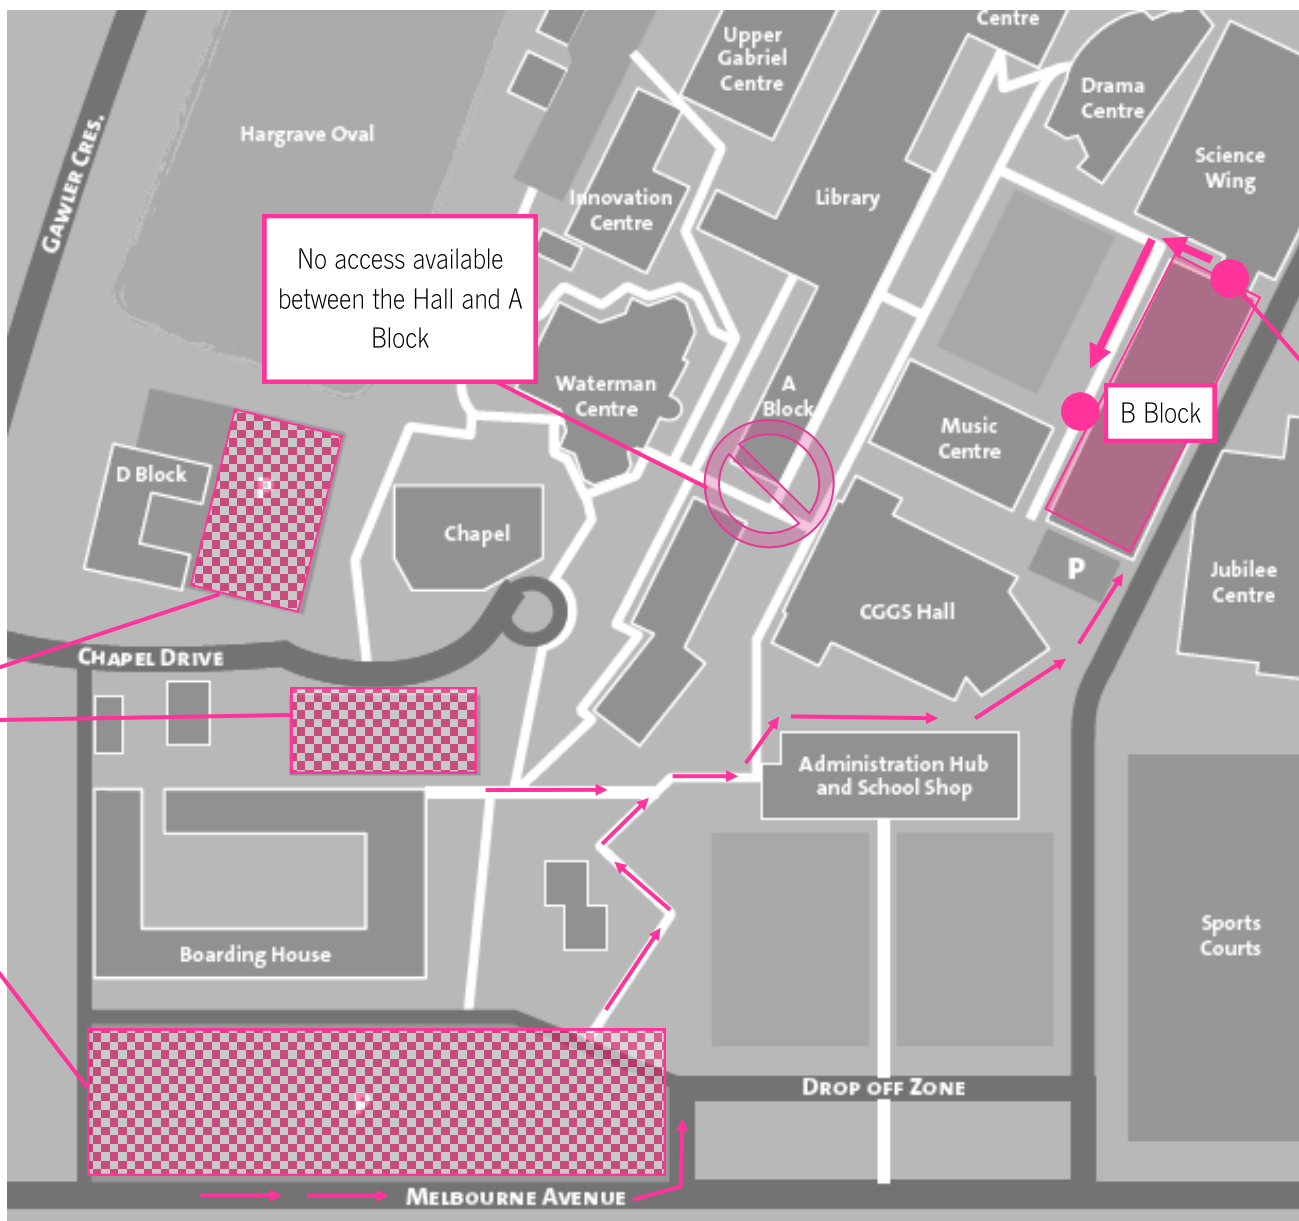 Centre
Upper
Gabriel
Centre
Drama
Centre
Hargrave Oval
GAWLER CRES.
Science
Wing
Innovation
Centre
Library
No access available
between the Hall and A
Block
Waterman
Centre
A
Block
B Block
Music
Centre
D Block
Chapel
P
P
Jubilee
Centre
CGGS Hall
CHAPEL DRIVE
Administration Hub
and School Shop
Sports
Courts
Boarding House
DROP OFF ZONE
P
MELBOURNE AVENUE